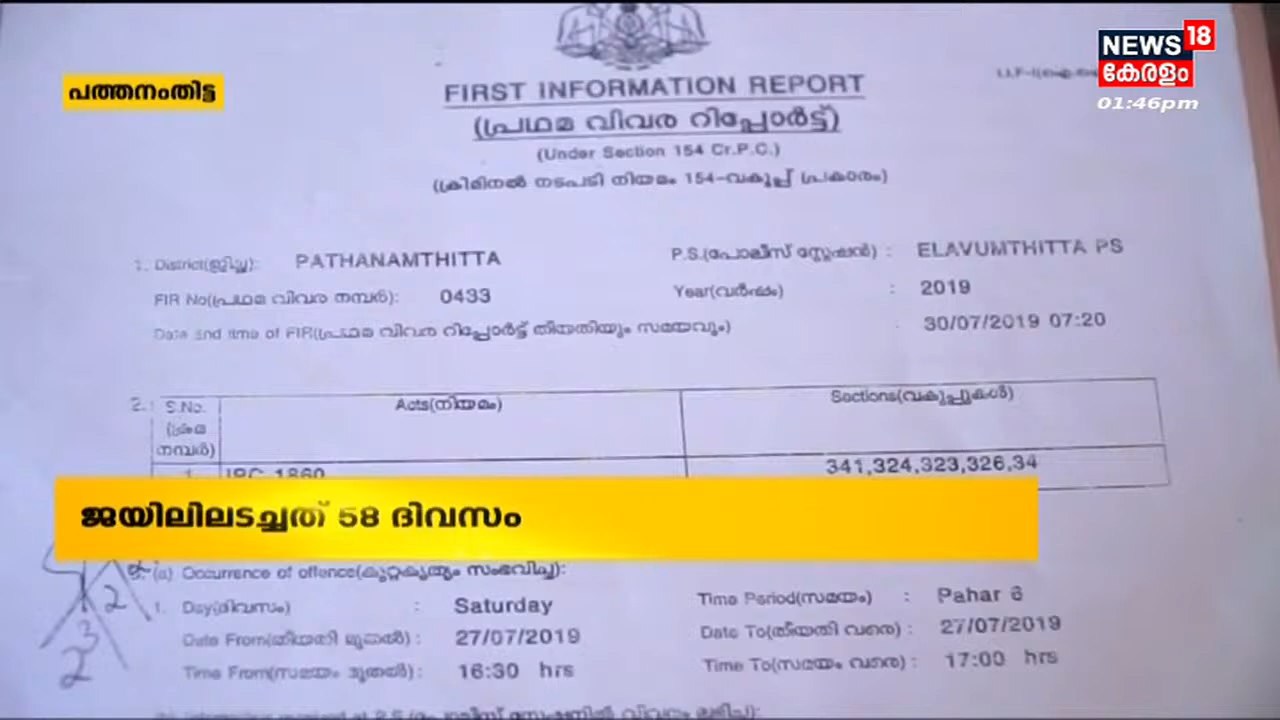 NEWS 18
കേരളം
01:46pm
പത്തനംതിട്ട
FIRST INFORMATION REPORT
(പ്രഥമ വിവര റിപ്പോർട്ട്)
(Under Section 154 Cr.P.C.)
(ക്രിമിനൽ നടപടി നിയമം 154-വകുപ്പ് പ്രകാരം)
1. District(ജില്ല): PATHANAMTHITTA P.S.(പോലീസ് സ്റ്റേഷൻ) : ELAVUMTHITTA PS
FIR No(പ്രഥമ വിവര നമ്പർ): 0433 Year(വർഷം) : 2019
Date and time of FIR(പ്രഥമ വിവര റിപ്പോർട്ട് തീയതിയും സമയവും) : 30/07/2019 07:20
2. S.No. Acts(നിയമം) Sections(വകുപ്പുകൾ)
(ക്രമ
നമ്പർ)
1 IPC 1860 341,324,323,326,34
ജയിലിലടച്ചത് 58 ദിവസം
(a) Occurrence of offence(കുറ്റകൃത്യം സംഭവിച്ച):
1. Day(ദിവസം) : Saturday Time Period(സമയം) : Pahar 6
Date From(തീയതി മുതൽ) : 27/07/2019 Date To(തീയതി വരെ) : 27/07/2019
Time From(സമയം മുതൽ) : 16:30 hrs Time To(സമയം വരെ) : 17:00 hrs
2
3
2